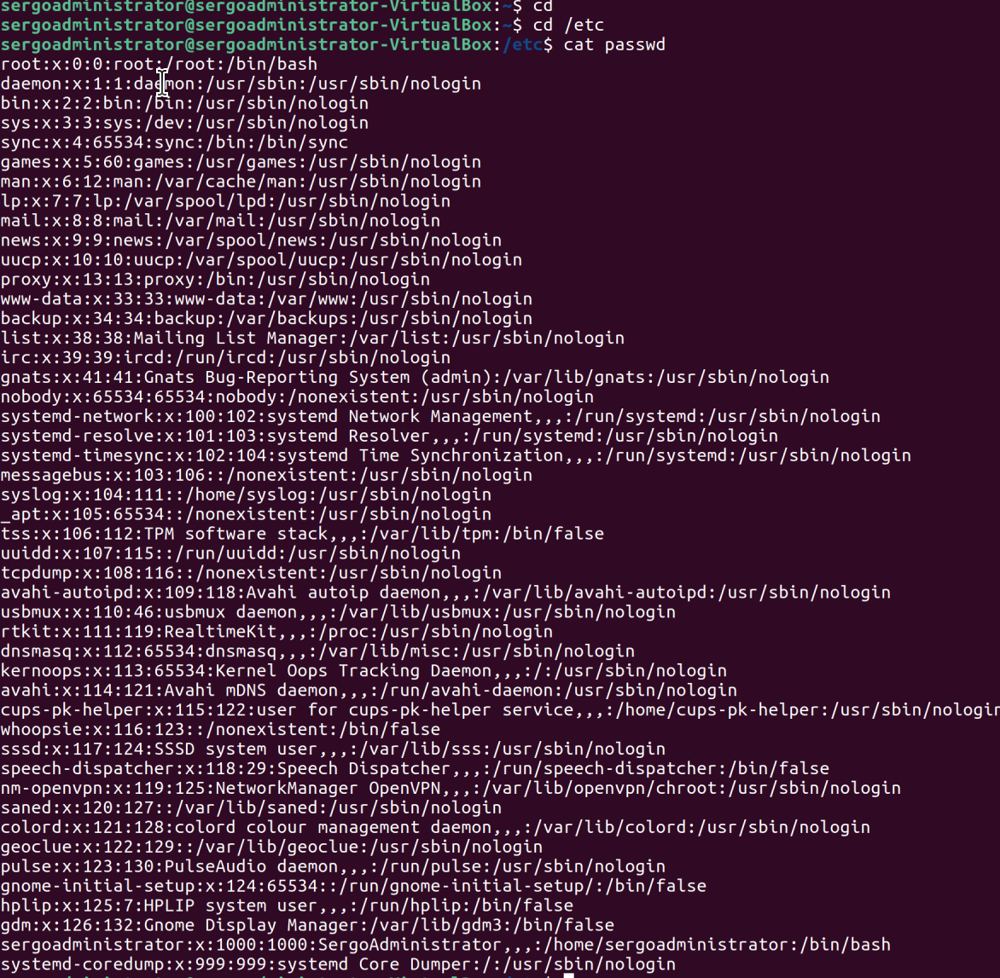 sergoadministrator@sergoadministrator-VirtualBox:~$ cd
sergoadministrator@sergoadministrator-VirtualBox:~$ cd /etc
sergoadministrator@sergoadministrator-VirtualBox:/etc$ cat passwd
root:x:0:0:root:/root:/bin/bash
daemon:x:1:1:daemon:/usr/sbin:/usr/sbin/nologin
bin:x:2:2:bin:/bin:/usr/sbin/nologin
sys:x:3:3:sys:/dev:/usr/sbin/nologin
sync:x:4:65534:sync:/bin:/bin/sync
games:x:5:60:games:/usr/games:/usr/sbin/nologin
man:x:6:12:man:/var/cache/man:/usr/sbin/nologin
lp:x:7:7:lp:/var/spool/lpd:/usr/sbin/nologin
mail:x:8:8:mail:/var/mail:/usr/sbin/nologin
news:x:9:9:news:/var/spool/news:/usr/sbin/nologin
uucp:x:10:10:uucp:/var/spool/uucp:/usr/sbin/nologin
proxy:x:13:13:proxy:/bin:/usr/sbin/nologin
www-data:x:33:33:www-data:/var/www:/usr/sbin/nologin
backup:x:34:34:backup:/var/backups:/usr/sbin/nologin
list:x:38:38:Mailing List Manager:/var/list:/usr/sbin/nologin
irc:x:39:39:ircd:/run/ircd:/usr/sbin/nologin
gnats:x:41:41:Gnats Bug-Reporting System (admin):/var/lib/gnats:/usr/sbin/nologin
nobody:x:65534:65534:nobody:/nonexistent:/usr/sbin/nologin
systemd-network:x:100:102:systemd Network Management,,,:/run/systemd:/usr/sbin/nologin
systemd-resolve:x:101:103:systemd Resolver,,,:/run/systemd:/usr/sbin/nologin
systemd-timesync:x:102:104:systemd Time Synchronization,,,:/run/systemd:/usr/sbin/nologin
messagebus:x:103:106::/nonexistent:/usr/sbin/nologin
syslog:x:104:111::/home/syslog:/usr/sbin/nologin
_apt:x:105:65534::/nonexistent:/usr/sbin/nologin
tss:x:106:112:TPM software stack,,,:/var/lib/tpm:/bin/false
uuidd:x:107:115::/run/uuidd:/usr/sbin/nologin
tcpdump:x:108:116::/nonexistent:/usr/sbin/nologin
avahi-autoipd:x:109:118:Avahi autoip daemon,,,:/var/lib/avahi-autoipd:/usr/sbin/nologin
usbmux:x:110:46:usbmux daemon,,,:/var/lib/usbmux:/usr/sbin/nologin
rtkit:x:111:119:RealtimeKit,,,:/proc:/usr/sbin/nologin
dnsmasq:x:112:65534:dnsmasq,,,:/var/lib/misc:/usr/sbin/nologin
kernoops:x:113:65534:Kernel Oops Tracking Daemon,,,:/:/usr/sbin/nologin
avahi:x:114:121:Avahi mDNS daemon,,,:/run/avahi-daemon:/usr/sbin/nologin
cups-pk-helper:x:115:122:user for cups-pk-helper service,,,:/home/cups-pk-helper:/usr/sbin/nologin
whoopsie:x:116:123::/nonexistent:/bin/false
sssd:x:117:124:SSSD system user,,,:/var/lib/sss:/usr/sbin/nologin
speech-dispatcher:x:118:29:Speech Dispatcher,,,:/run/speech-dispatcher:/bin/false
nm-openvpn:x:119:125:NetworkManager OpenVPN,,,:/var/lib/openvpn/chroot:/usr/sbin/nologin
saned:x:120:127::/var/lib/saned:/usr/sbin/nologin
colord:x:121:128:colord colour management daemon,,,:/var/lib/colord:/usr/sbin/nologin
geoclue:x:122:129::/var/lib/geoclue:/usr/sbin/nologin
pulse:x:123:130:PulseAudio daemon,,,:/run/pulse:/usr/sbin/nologin
gnome-initial-setup:x:124:65534::/run/gnome-initial-setup/:/bin/false
hplip:x:125:7:HPLIP system user,,,:/run/hplip:/bin/false
gdm:x:126:132:Gnome Display Manager:/var/lib/gdm3:/bin/false
sergoadministrator:x:1000:1000:SergoAdministrator,,,:/home/sergoadministrator:/bin/bash
systemd-coredump:x:999:999:systemd Core Dumper:/:/usr/sbin/nologin